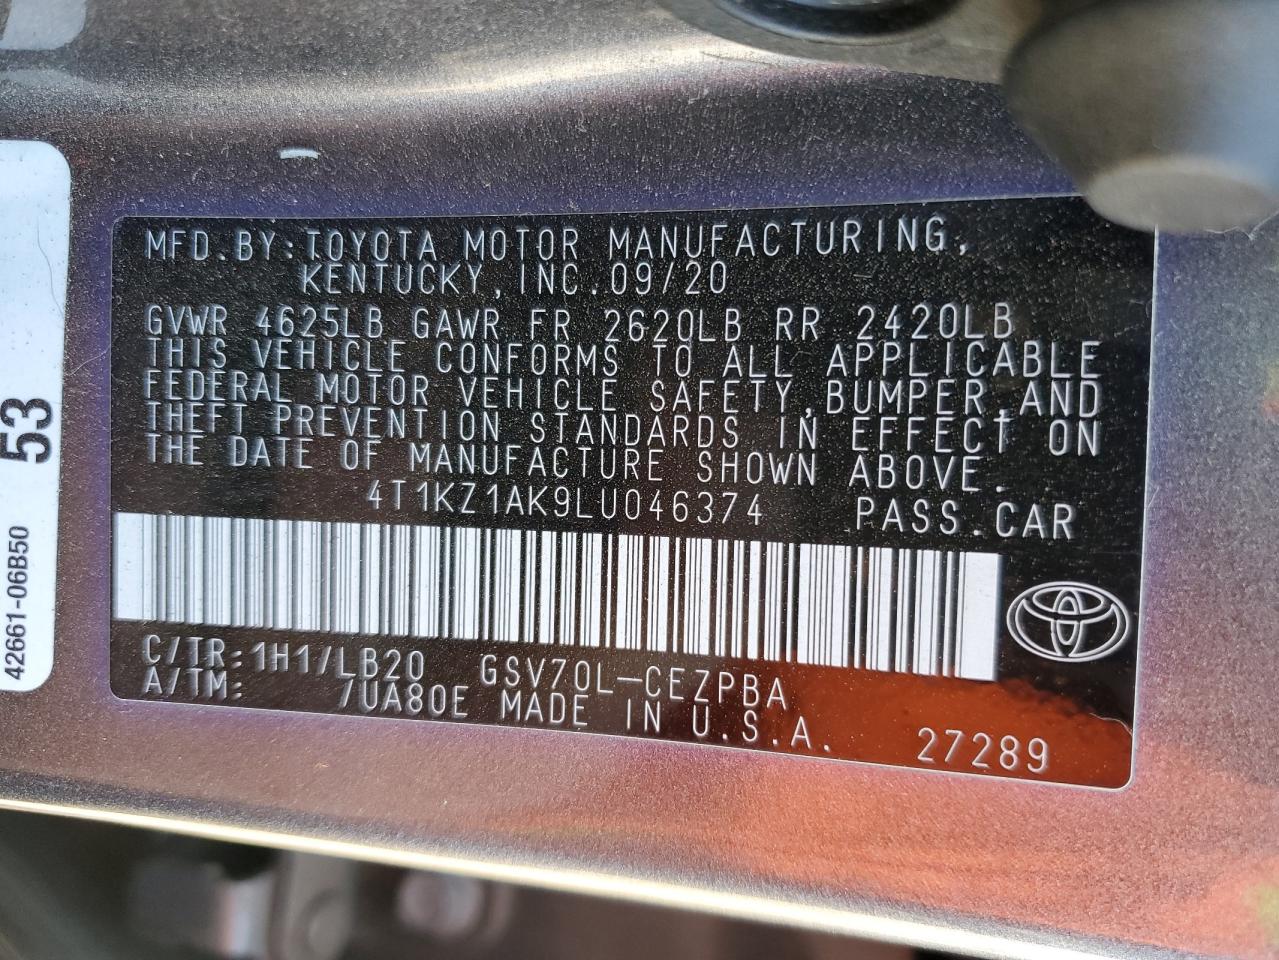 MFD.BY:TOYOTA MOTOR MANUFACTURING,
KENTUCKY,INC.09/20
GVWR 4625LB GAWR FR 2620LB RR 2420LB
THIS VEHICLE CONFORMS TO ALL APPLICABLE
FEDERAL MOTOR VEHICLE SAFETY,BUMPER,AND
THEFT PREVENTION STANDARDS IN EFFECT ON
THE DATE OF MANUFACTURE SHOWN ABOVE.
4T1KZ1AK9LU046374 PASS.CAR
C/TR:1H1/LB20 GSV70L-CEZPBA
A/TM: /UA80E MADE IN U.S.A. 27289
53
42661-06B50